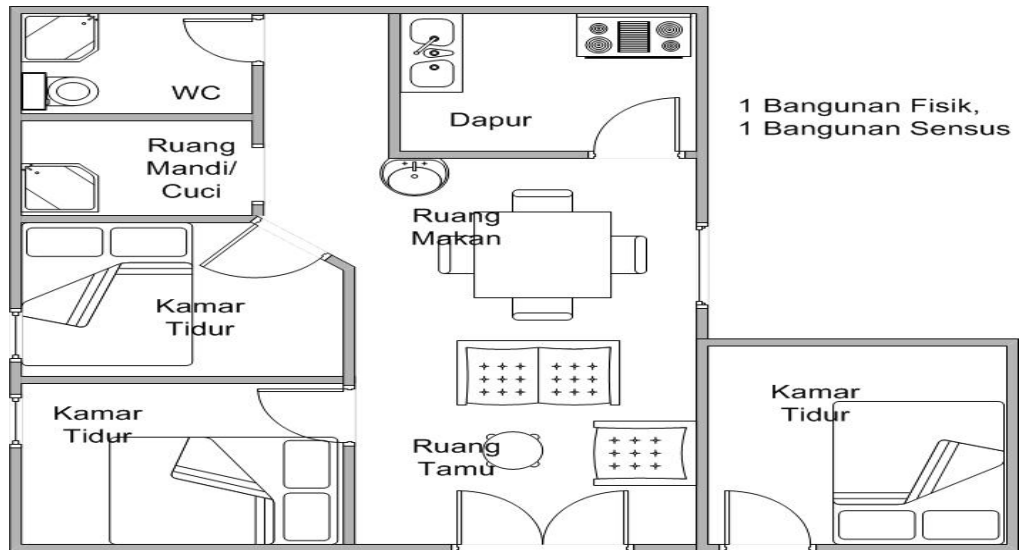 WC
Dapur
1 Bangunan Fisik,
1 Bangunan Sensus
Ruang
Mandi/
Cuci
Ruang
Makan
Kamar
Tidur
Kamar
Tidur
Kamar
Tidur
Ruang
Tamu